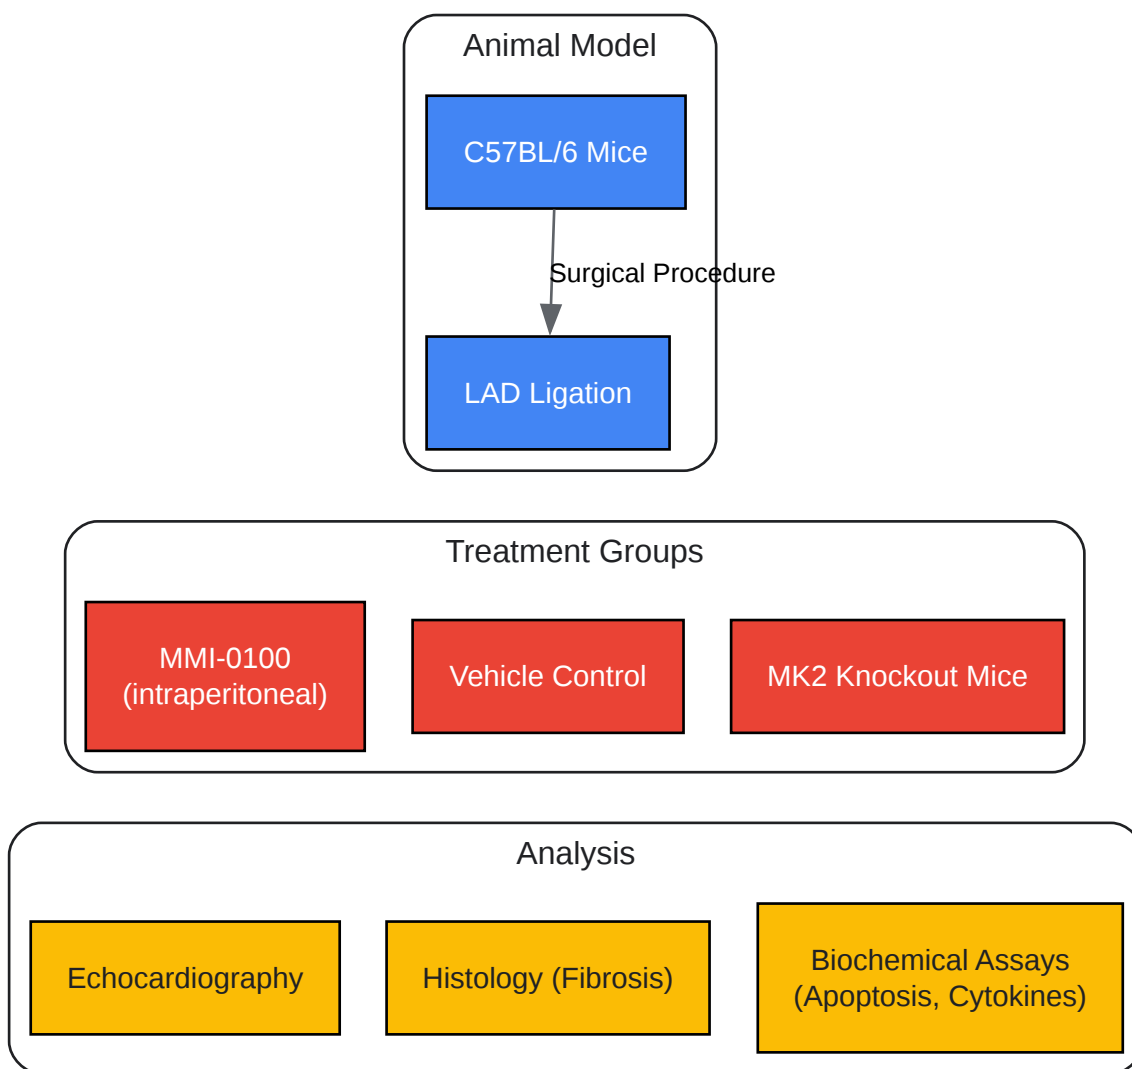 Animal Model
C57BL/6 Mice
Surgical Procedure
LAD Ligation
Treatment Groups
MMI-0100
(intraperitoneal)
Vehicle Control
MK2 Knockout Mice
Analysis
Echocardiography
Histology (Fibrosis)
Biochemical Assays
(Apoptosis, Cytokines)